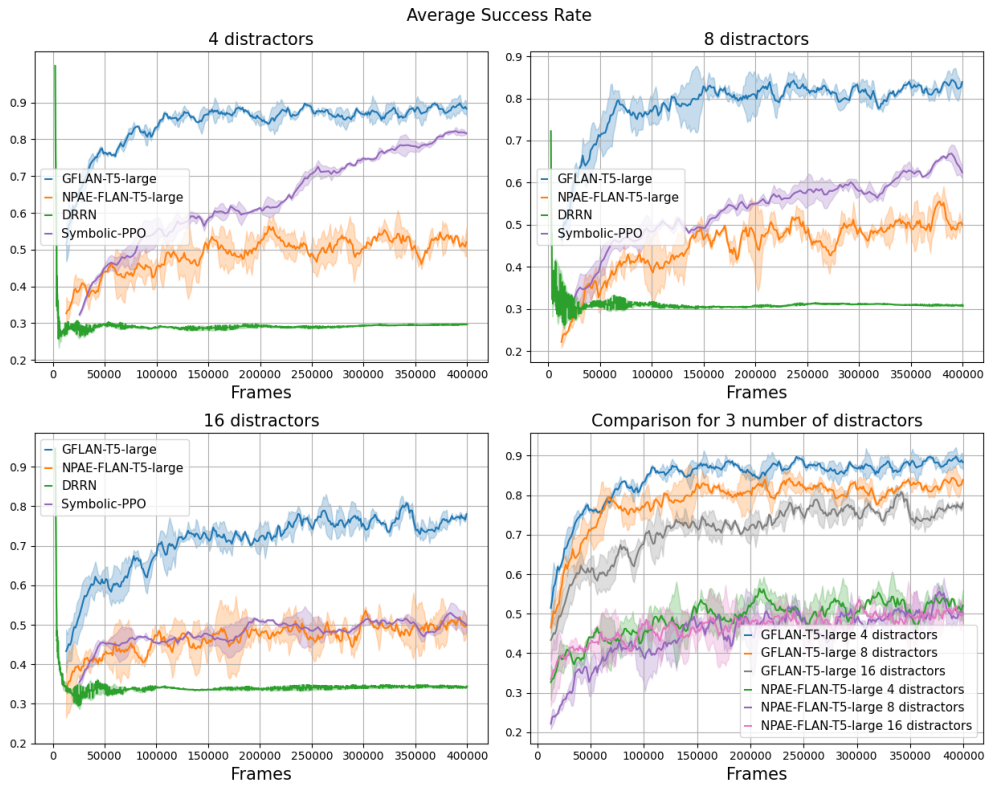 Average Success Rate
4 distractors
0.9
0.8
0.7
0.6
0.5
0.4
0.3
0.2
GFLAN-T5-large
NPAE-FLAN-T5-large
DRRN
Symbolic-PPO
0 50000 100000 150000 200000 250000 300000 350000 400000
Frames
8 distractors
0.9
0.8
0.7
0.6
0.5
0.4
0.3
0.2
GFLAN-T5-large
NPAE-FLAN-T5-large
DRRN
Symbolic-PPO
0 50000 100000 150000 200000 250000 300000 350000 400000
Frames
16 distractors
0.9
0.8
0.7
0.6
0.5
0.4
0.3
0.2
GFLAN-T5-large
NPAE-FLAN-T5-large
DRRN
Symbolic-PPO
0 50000 100000 150000 200000 250000 300000 350000 400000
Frames
Comparison for 3 number of distractors
0.9
0.8
0.7
0.6
0.5
0.4
0.3
0.2
GFLAN-T5-large 4 distractors
GFLAN-T5-large 8 distractors
GFLAN-T5-large 16 distractors
NPAE-FLAN-T5-large 4 distractors
NPAE-FLAN-T5-large 8 distractors
NPAE-FLAN-T5-large 16 distractors
0 50000 100000 150000 200000 250000 300000 350000 400000
Frames